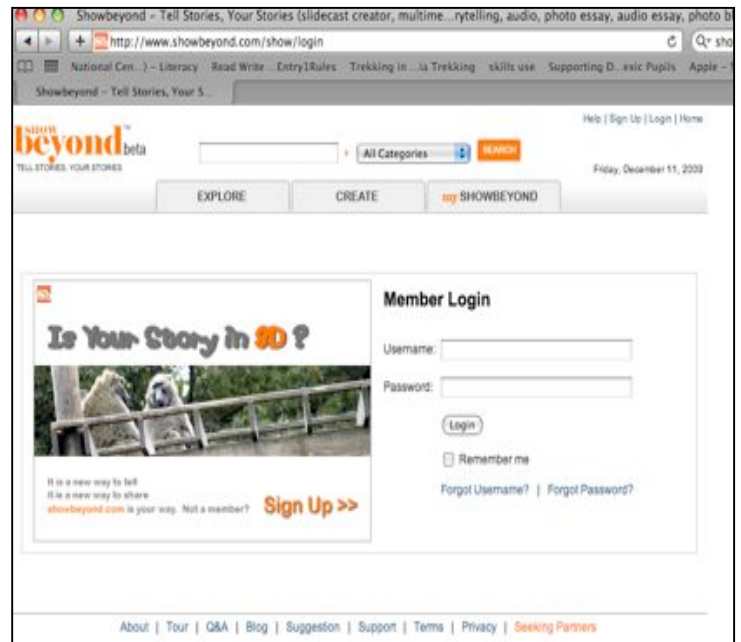 Showbeyond – Tell Stories, Your Stories (slidecast creator, multime...rytelling, audio, photo essay, audio essay, photo b
http://www.showbeyond.com/show/login
Q sho
National Cen...) – Literacy Read Write ...Entry1Rules Trekking in ...la Trekking skills use Supporting D...exic Pupils Apple –
Showbeyond – Tell Stories, Your S...
Help | Sign Up | Login | Home
show beyond™ beta
TELL STORIES. YOUR STORIES
All Categories
SEARCH
Friday, December 11, 2009
EXPLORE CREATE my SHOWBEYOND
Is Your Story in 3D ?
It is a new way to tell
It is a new way to share
showbeyond.com is your way. Not a member?
Sign Up >>
Member Login
Username:
Password:
Login
Remember me
Forgot Username? | Forgot Password?
About | Tour | Q&A | Blog | Suggestion | Support | Terms | Privacy | Seeking Partners